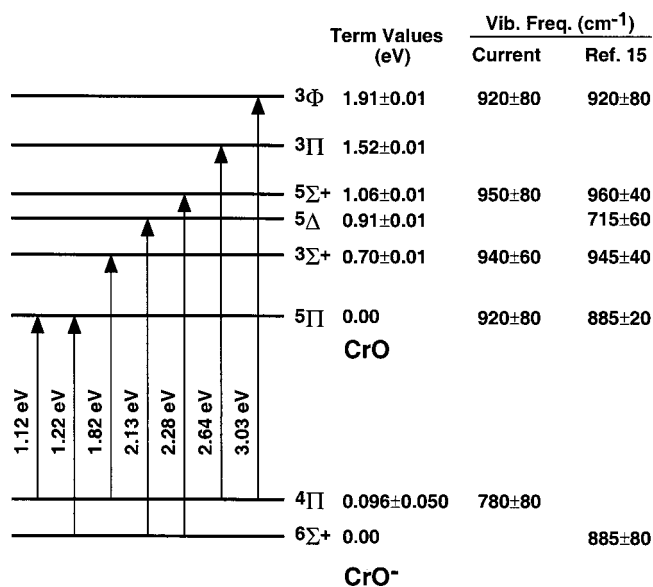 Term Values Vib. Freq. (cm⁻¹)
(eV) Current Ref. 15
³Φ 1.91±0.01 920±80 920±80
³Π 1.52±0.01
⁵Σ+ 1.06±0.01 950±80 960±40
⁵Δ 0.91±0.01 715±60
³Σ+ 0.70±0.01 940±60 945±40
⁵Π 0.00 920±80 885±20
CrO
1.12 eV
1.22 eV
1.82 eV
2.13 eV
2.28 eV
2.64 eV
3.03 eV
⁴Π 0.096±0.050 780±80
⁶Σ+ 0.00 885±80
CrO⁻